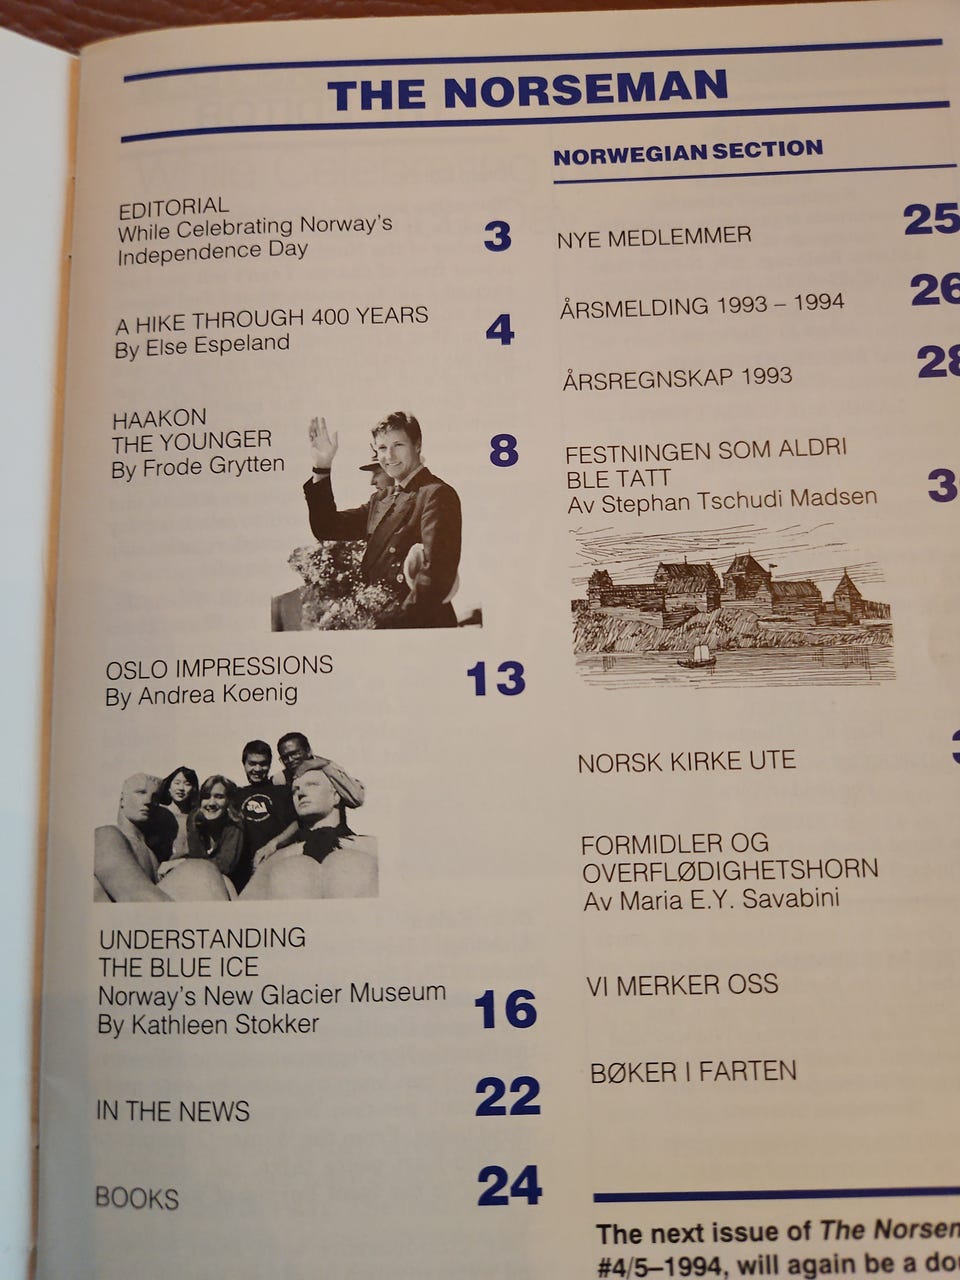 THE NORSEMAN
EDITORIAL
While Celebrating Norway's
Independence Day
3
A HIKE THROUGH 400 YEARS
By Else Espeland
4
HAAKON
THE YOUNGER
By Frode Grytten
8
OSLO IMPRESSIONS
By Andrea Koenig
13
UNDERSTANDING
THE BLUE ICE
Norway's New Glacier Museum
By Kathleen Stokker
16
IN THE NEWS
22
BOOKS
24
NORWEGIAN SECTION
NYE MEDLEMMER
25
ÅRSMELDING 1993 – 1994
26
ÅRSREGNSKAP 1993
28
FESTNINGEN SOM ALDRI
BLE TATT
Av Stephan Tschudi Madsen
NORSK KIRKE UTE
FORMIDLER OG
OVERFLØDIGHETSHORN
Av Maria E.Y. Savabini
VI MERKER OSS
BØKER I FARTEN
The next issue of The
#4/5–1994, will again be a